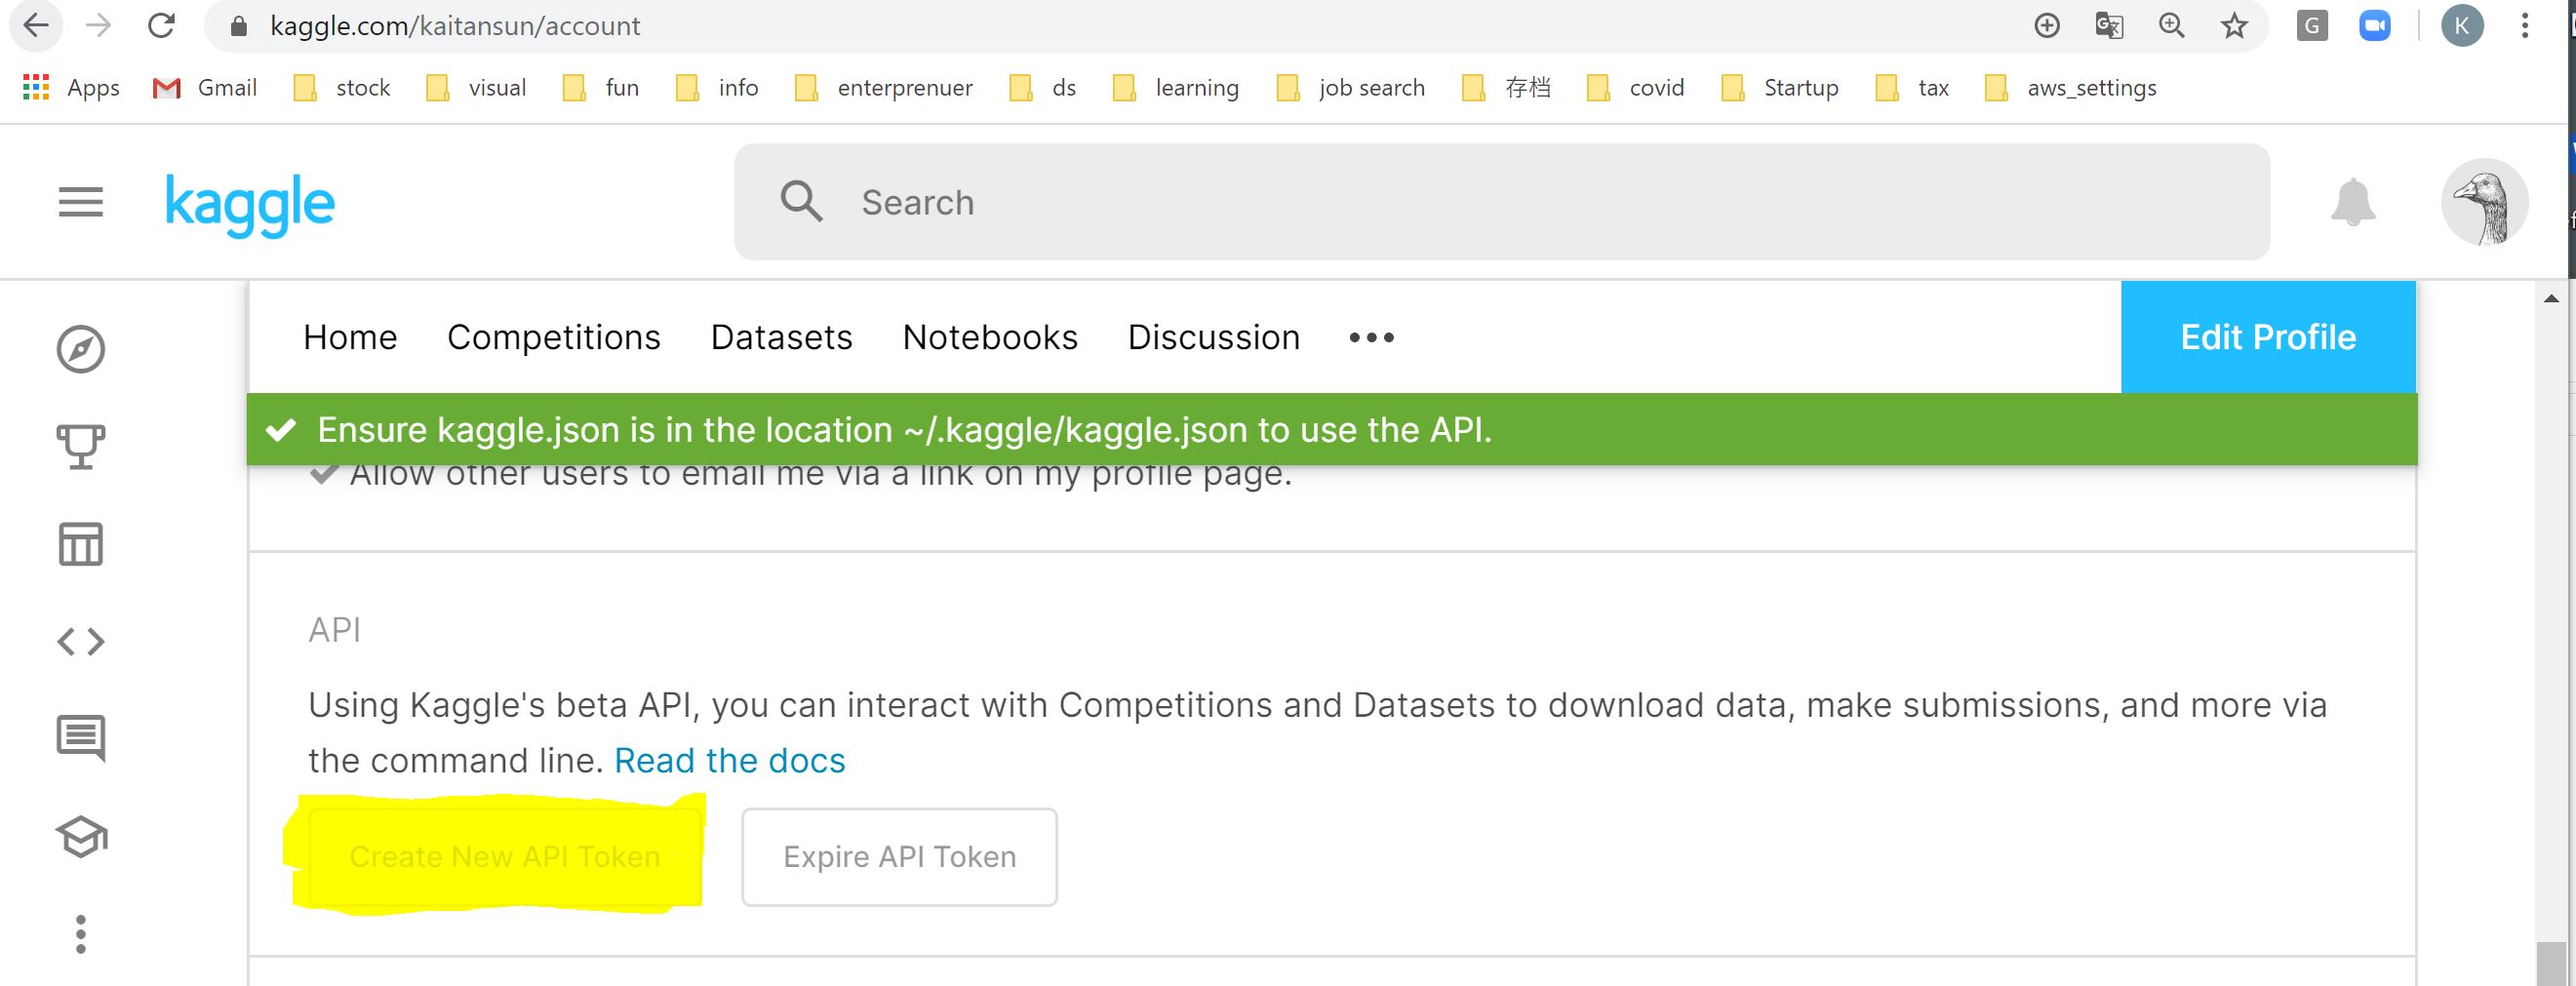 kaggle.com/kaitansun/account
G
K
Apps Gmail stock visual fun info enterprenuer ds learning job search 存档 covid Startup tax aws_settings
kaggle Search
Home Competitions Datasets Notebooks Discussion ••• Edit Profile
Ensure kaggle.json is in the location ~/.kaggle/kaggle.json to use the API.
Allow other users to email me via a link on my profile page.
API
Using Kaggle's beta API, you can interact with Competitions and Datasets to download data, make submissions, and more via
the command line. Read the docs
Create New API Token Expire API Token